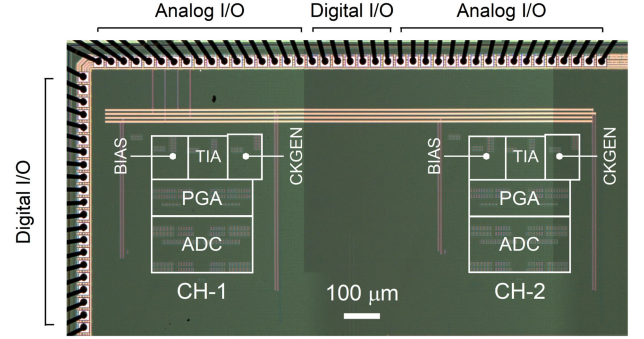 Analog I/O Digital I/O Analog I/O
Digital I/O
BIAS TIA CKGEN
PGA
ADC
CH-1
BIAS TIA CKGEN
PGA
ADC
CH-2
100 μm